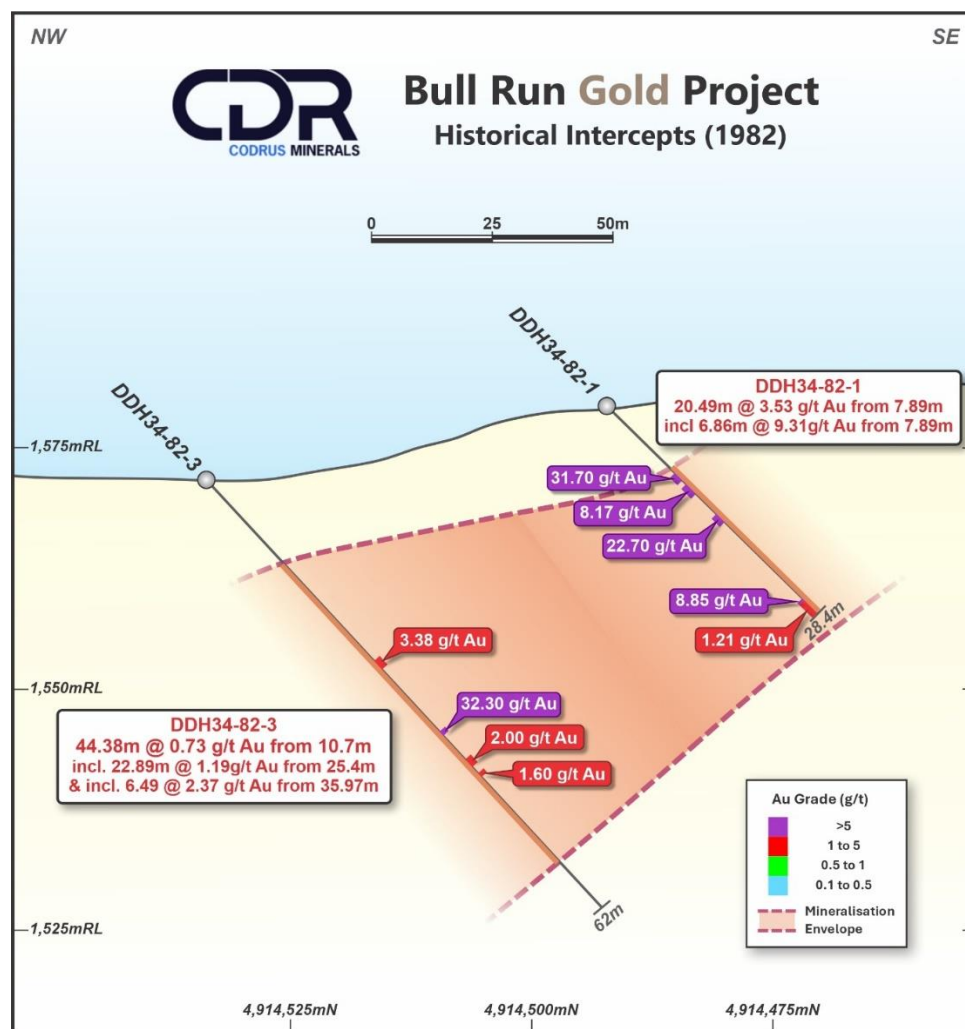 NW
SE
CDR
CODRUS MINERALS
Bull Run Gold Project
Historical Intercepts (1982)
0 25 50m
DDH34-82-1
DDH34-82-3
DDH34-82-1
20.49m @ 3.53 g/t Au from 7.89m
incl 6.86m @ 9.31g/t Au from 7.89m
1,575mRL
31.70 g/t Au
8.17 g/t Au
22.70 g/t Au
8.85 g/t Au
1.21 g/t Au
28.4m
3.38 g/t Au
1,550mRL
32.30 g/t Au
2.00 g/t Au
1.60 g/t Au
DDH34-82-3
44.38m @ 0.73 g/t Au from 10.7m
incl. 22.89m @ 1.19g/t Au from 25.4m
& incl. 6.49 @ 2.37 g/t Au from 35.97m
62m
1,525mRL
Au Grade (g/t)
>5
1 to 5
0.5 to 1
0.1 to 0.5
Mineralisation
Envelope
4,914,525mN 4,914,500mN 4,914,475mN